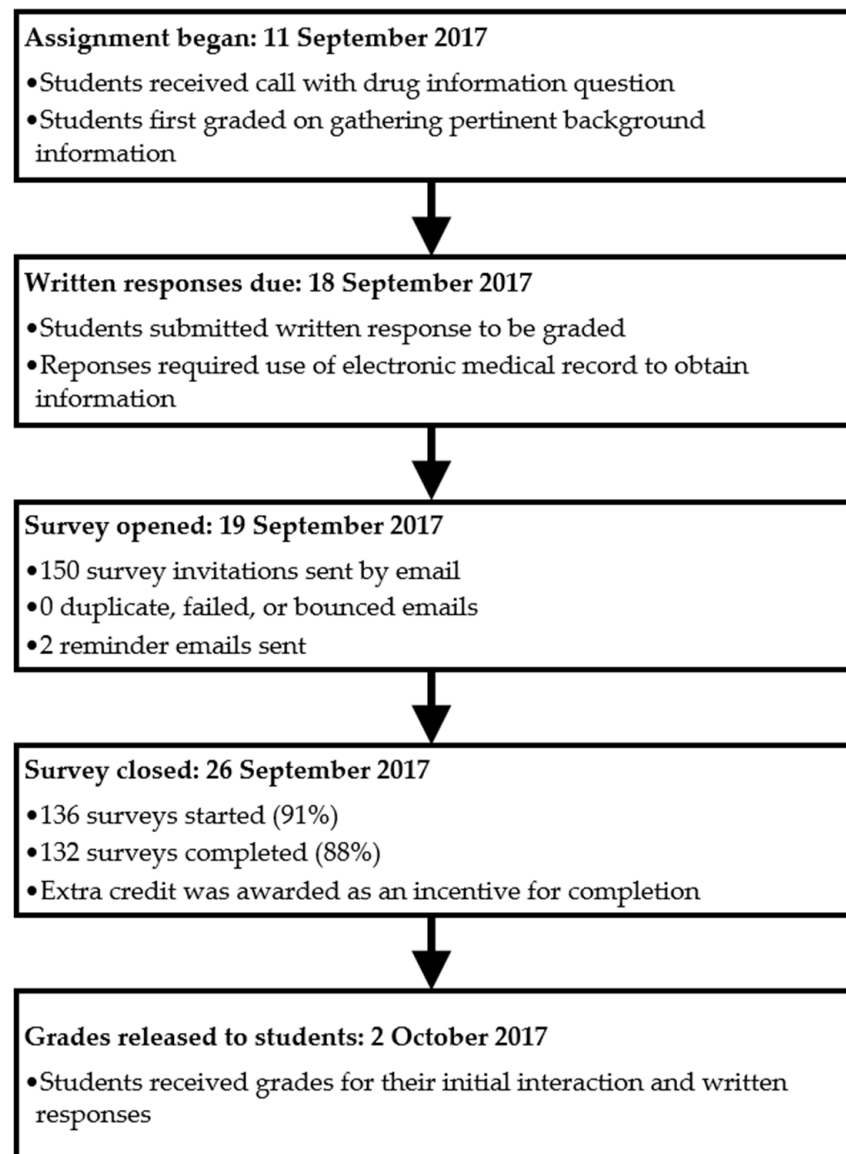 Assignment began: 11 September 2017
•Students received call with drug information question
•Students first graded on gathering pertinent background
information
Written responses due: 18 September 2017
•Students submitted written response to be graded
•Reponses required use of electronic medical record to obtain
information
Survey opened: 19 September 2017
•150 survey invitations sent by email
•0 duplicate, failed, or bounced emails
•2 reminder emails sent
Survey closed: 26 September 2017
•136 surveys started (91%)
•132 surveys completed (88%)
•Extra credit was awarded as an incentive for completion
Grades released to students: 2 October 2017
•Students received grades for their initial interaction and written
responses